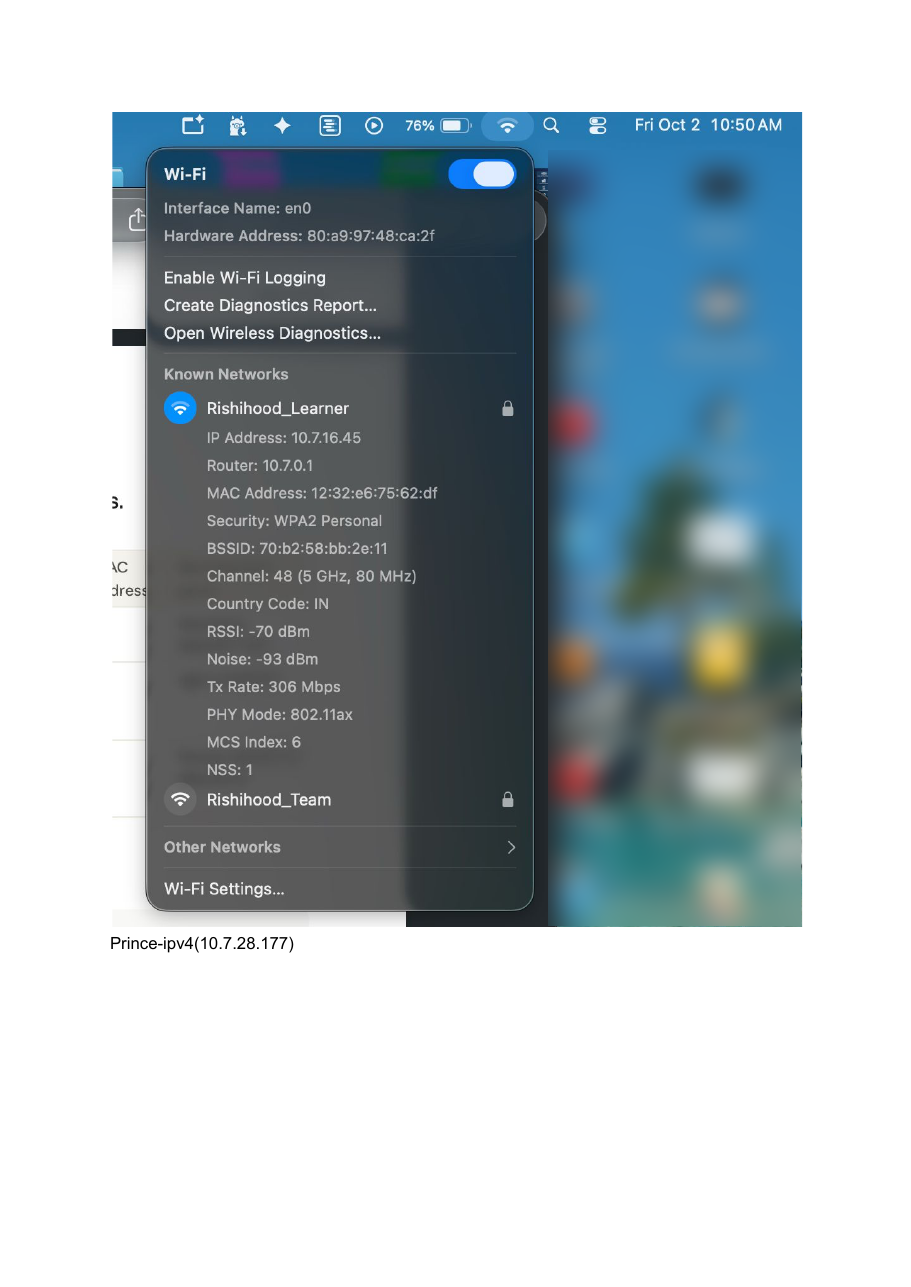 76%
Fri Oct 2 10:50 AM
Wi-Fi
Interface Name: en0
Hardware Address: 80:a9:97:48:ca:2f
Enable Wi-Fi Logging
Create Diagnostics Report...
Open Wireless Diagnostics...
Known Networks
Rishihood_Learner
IP Address: 10.7.16.45
Router: 10.7.0.1
MAC Address: 12:32:e6:75:62:df
s.
Security: WPA2 Personal
BSSID: 70:b2:58:bb:2e:11
AC
Channel: 48 (5 GHz, 80 MHz)
dress
Country Code: IN
RSSI: -70 dBm
Noise: -93 dBm
Tx Rate: 306 Mbps
PHY Mode: 802.11ax
MCS Index: 6
NSS: 1
Rishihood_Team
Other Networks
Wi-Fi Settings...
Prince-ipv4(10.7.28.177)